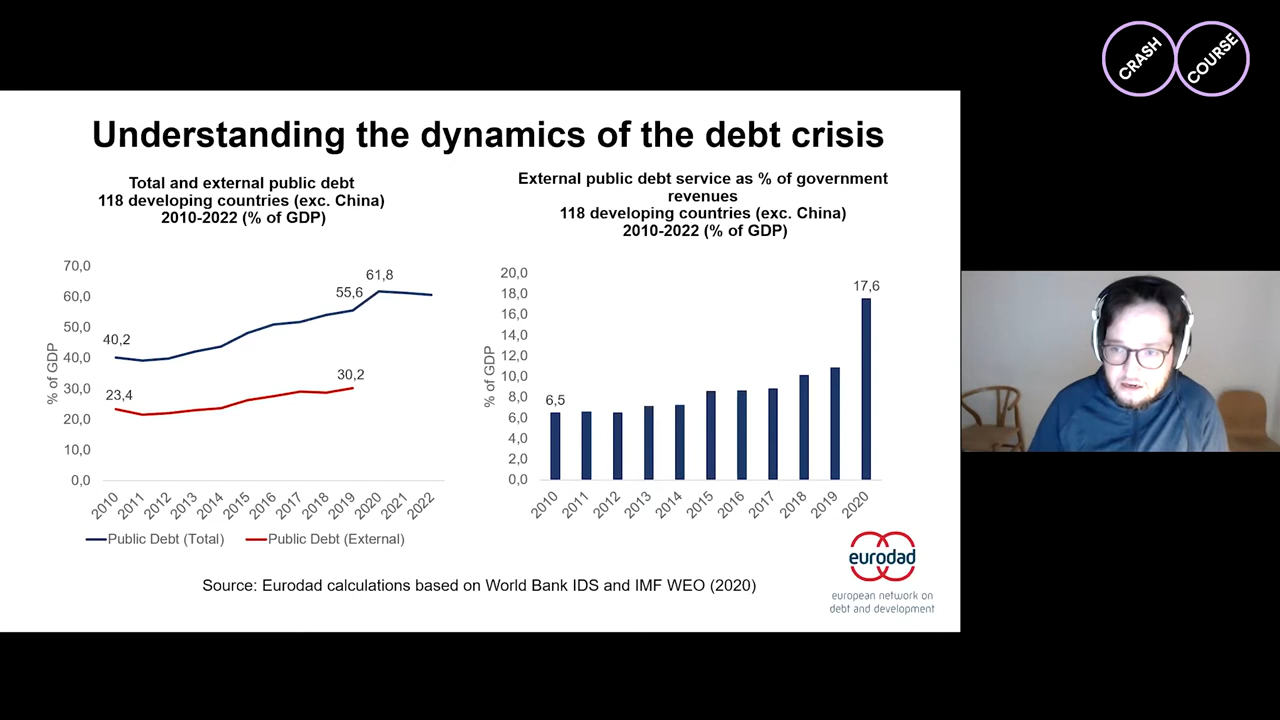 CRASH COURSE
Understanding the dynamics of the debt crisis
Total and external public debt
118 developing countries (exc. China)
2010-2022 (% of GDP)
70,0
60,0
50,0
40,0
30,0
20,0
10,0
0,0
% of GDP
40,2
55,6
61,8
23,4
30,2
2010
2011
2012
2013
2014
2015
2016
2017
2018
2019
2020
2021
2022
Public Debt (Total)
Public Debt (External)
External public debt service as % of government
revenues
118 developing countries (exc. China)
2010-2022 (% of GDP)
20,0
18,0
16,0
14,0
12,0
10,0
8,0
6,0
4,0
2,0
0,0
% of GDP
6,5
17,6
2010
2011
2012
2013
2014
2015
2016
2017
2018
2019
2020
Source: Eurodad calculations based on World Bank IDS and IMF WEO (2020)
eurodad
european network on
debt and development